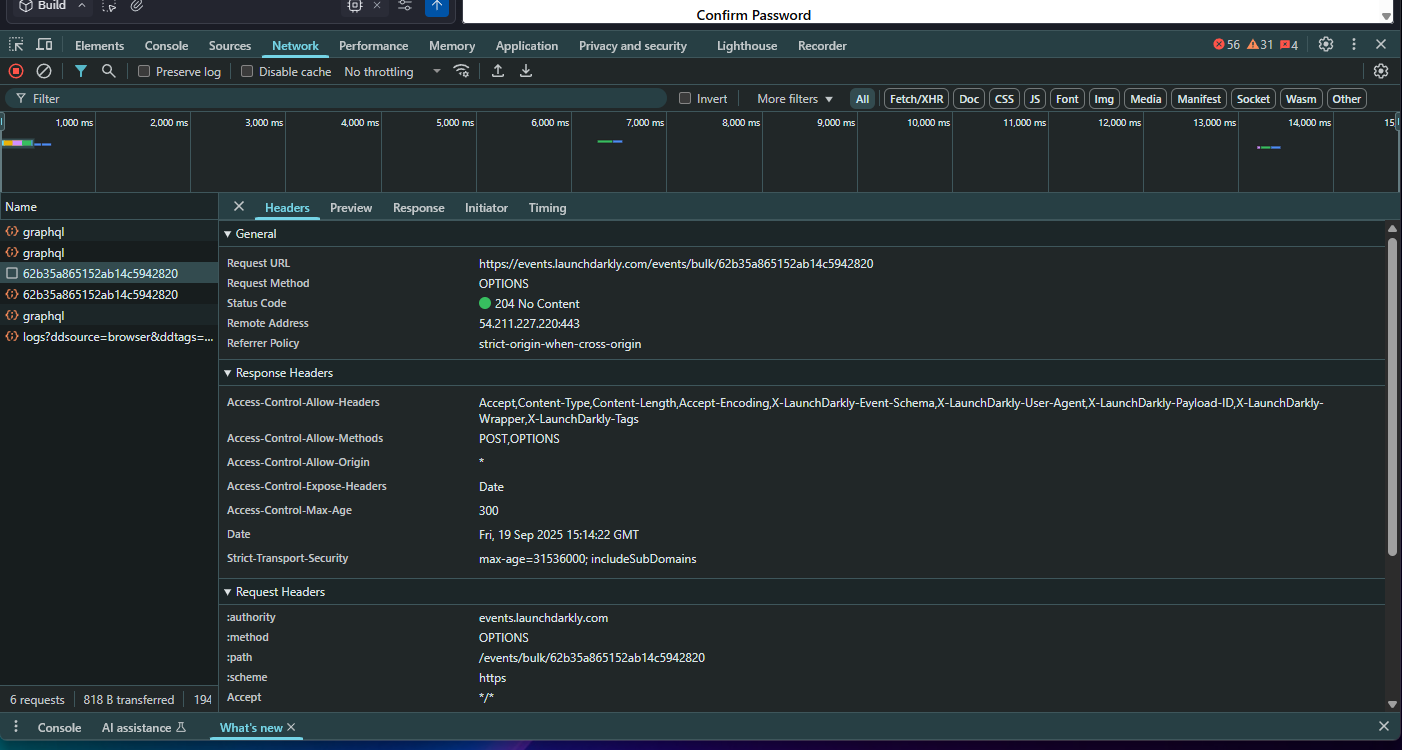 Build
Confirm Password
Elements Console Sources Network Performance Memory Application Privacy and security Lighthouse Recorder 56 31 4
Preserve log Disable cache No throttling
Filter Invert More filters All Fetch/XHR Doc CSS JS Font Img Media Manifest Socket Wasm Other
1,000 ms 2,000 ms 3,000 ms 4,000 ms 5,000 ms 6,000 ms 7,000 ms 8,000 ms 9,000 ms 10,000 ms 11,000 ms 12,000 ms 13,000 ms 14,000 ms 15
Name
graphql
graphql
62b35a865152ab14c5942820
62b35a865152ab14c5942820
graphql
logs?ddsource=browser&ddtags=...
6 requests 818 B transferred 194
Headers Preview Response Initiator Timing
General
Request URL https://events.launchdarkly.com/events/bulk/62b35a865152ab14c5942820
Request Method OPTIONS
Status Code 204 No Content
Remote Address 54.211.227.220:443
Referrer Policy strict-origin-when-cross-origin
Response Headers
Access-Control-Allow-Headers Accept,Content-Type,Content-Length,Accept-Encoding,X-LaunchDarkly-Event-Schema,X-LaunchDarkly-User-Agent,X-LaunchDarkly-Payload-ID,X-LaunchDarkly-
Wrapper,X-LaunchDarkly-Tags
Access-Control-Allow-Methods POST,OPTIONS
Access-Control-Allow-Origin *
Access-Control-Expose-Headers Date
Access-Control-Max-Age 300
Date Fri, 19 Sep 2025 15:14:22 GMT
Strict-Transport-Security max-age=31536000; includeSubDomains
Request Headers
:authority events.launchdarkly.com
:method OPTIONS
:path /events/bulk/62b35a865152ab14c5942820
:scheme https
Accept */*
Console AI assistance What's new